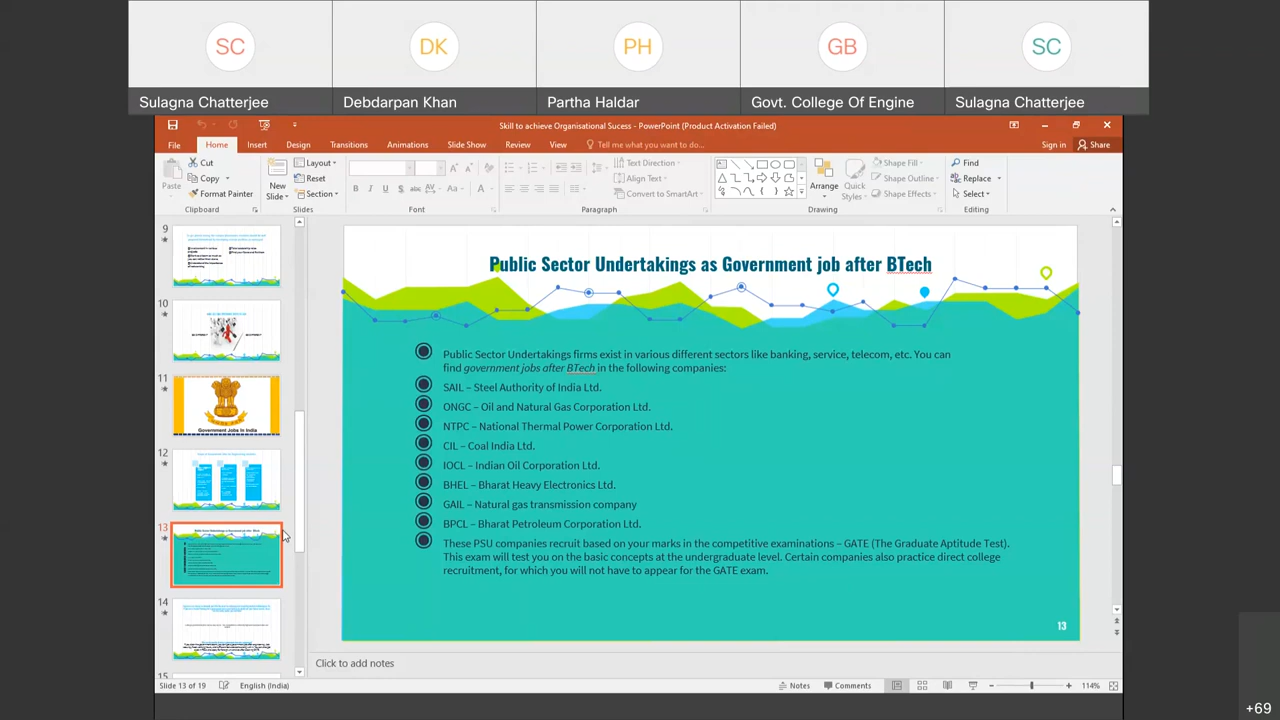 SC
DK
PH
GB
SC
Sulagna Chatterjee
Debdarpan Khan
Partha Haldar
Govt. College Of Engine
Sulagna Chatterjee
Skill to achieve Organisational Sucess - PowerPoint (Product Activation Failed)
File
Home
Insert
Design
Transitions
Animations
Slide Show
Review
View
Tell me what you want to do...
Sign in
Share
Paste
Cut
Copy
Format Painter
Clipboard
New
Slide
Layout
Reset
Section
Slides
Font
Text Direction
Align Text
Convert to SmartArt
Paragraph
Arrange
Quick
Styles
Shape Fill
Shape Outline
Shape Effects
Drawing
Find
Replace
Select
Editing
9
10
11
Government Jobs in India
12
13
14
15
Public Sector Undertakings as Government job after BTech
Public Sector Undertakings firms exist in various different sectors like banking, service, telecom, etc. You can
find government jobs after BTech in the following companies:
SAIL – Steel Authority of India Ltd.
ONGC – Oil and Natural Gas Corporation Ltd.
NTPC – National Thermal Power Corporation Ltd.
CIL – Coal India Ltd.
IOCL – Indian Oil Corporation Ltd.
BHEL – Bharat Heavy Electronics Ltd.
GAIL – Natural gas transmission company
BPCL – Bharat Petroleum Corporation Ltd.
These PSU companies recruit based on your marks in the competitive examinations – GATE (The Graduate Aptitude Test).
This exam will test you on the basic concepts at the undergraduate level. Certain companies also practice direct college
recruitment, for which you will not have to appear for the GATE exam.
13
Click to add notes
Slide 13 of 19
English (India)
Notes
Comments
114%
+69